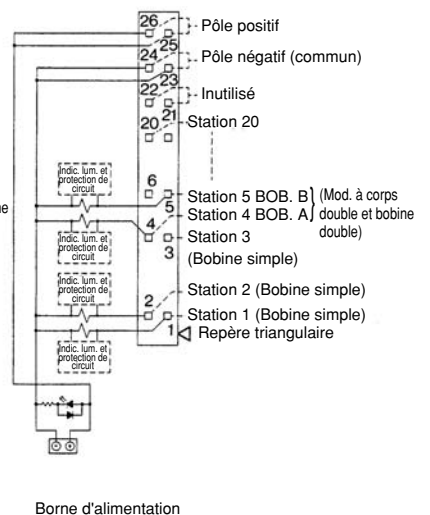 26
Pôle positif
25
24
Pôle négatif (commun)
23
22
Inutilisé
21
20
Station 20
Indic. lum. et
protection de
circuit
6
Station 5 BOB. B
(Mod. à corps
5
Station 4 BOB. A
double et bobine
double)
4
Station 3
3
(Bobine simple)
Indic. lum. et
protection de
circuit
Indic. lum. et
protection de
circuit
2
Station 2 (Bobine simple)
Station 1 (Bobine simple)
1
Repère triangulaire
Indic. lum. et
protection de
circuit
Borne d'alimentation